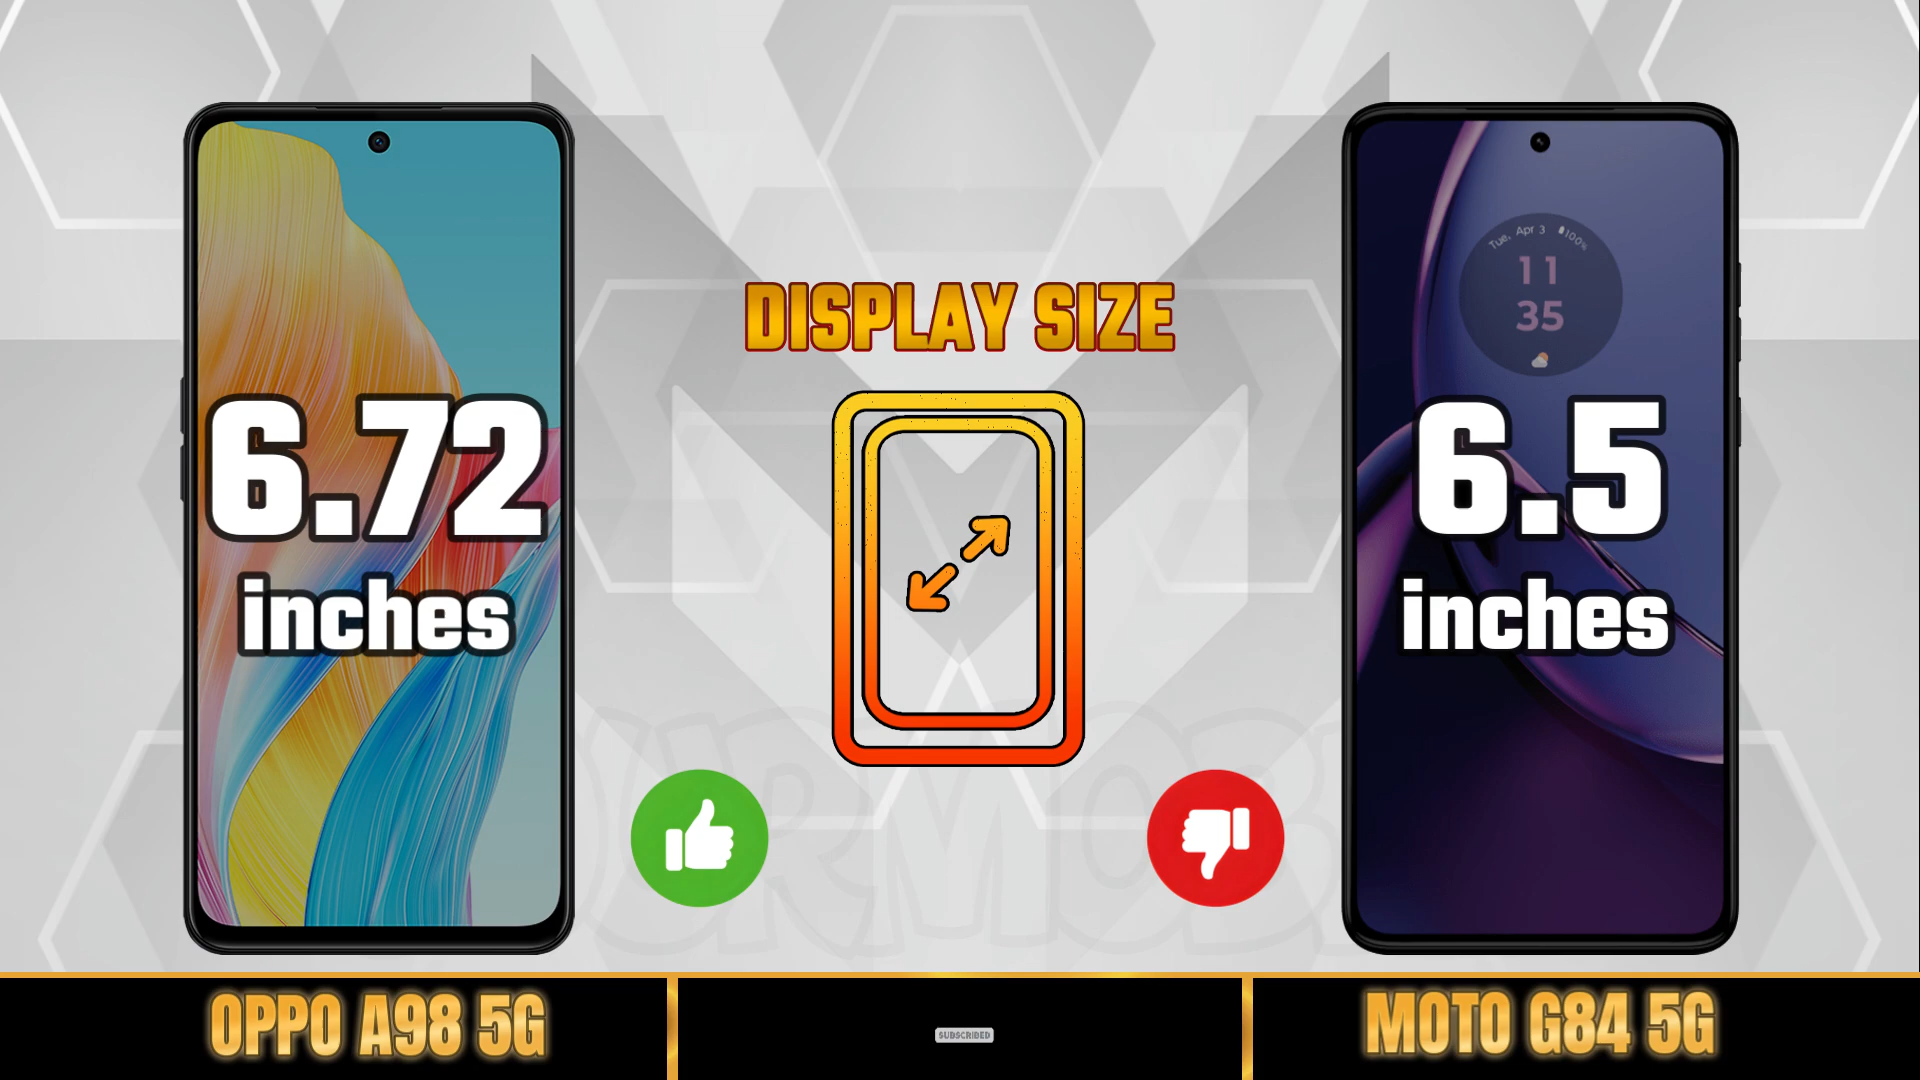 DISPLAY SIZE
6.72
inches
Tue, Apr 3 100%
11
35
6.5
inches
OPPO A98 5G
SUBSCRIBED
MOTO G84 5G